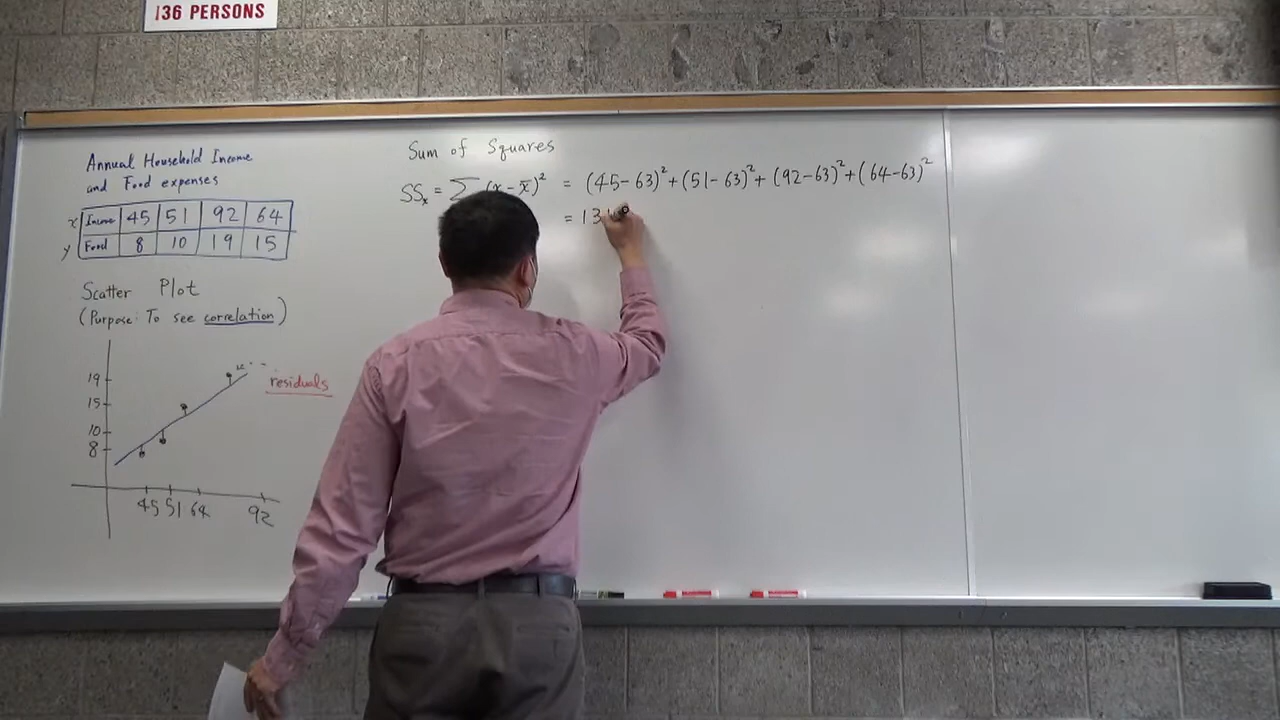 136 PERSONS
Annual Household Income
and Food expenses
x Income 45 51 92 64
y Food 8 10 19 15
Scatter Plot
(Purpose: To see correlation)
19
15
10
8
45 51 64 92
residuals
Sum of Squares
SSₓ = ∑ (x - x̄)² = (45-63)² + (51-63)² + (92-63)² + (64-63)²
= 131